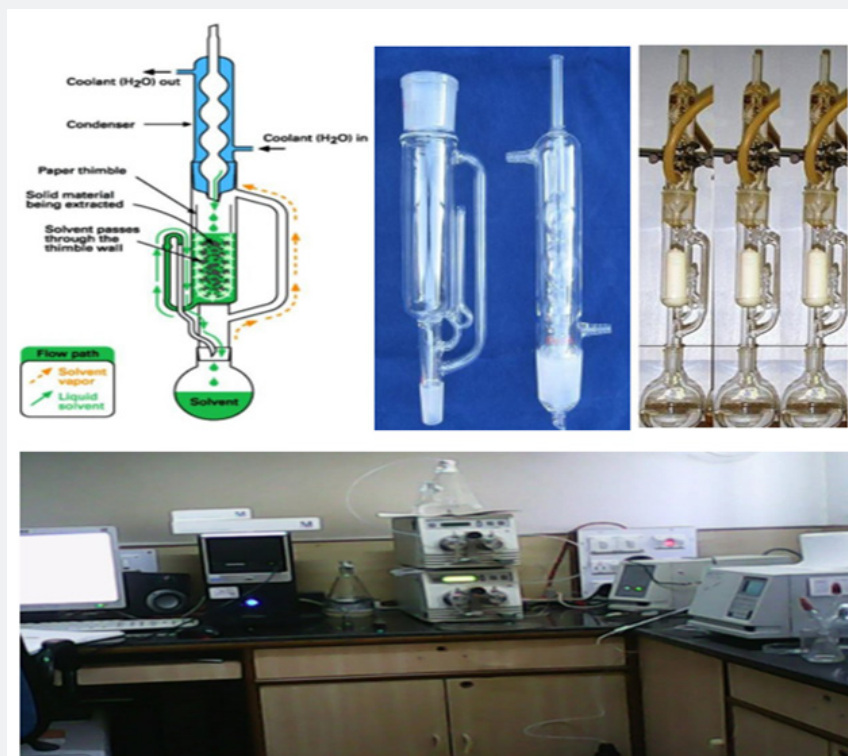 Coolant (H2O) out
Condenser
Coolant (H2O) in
Paper thimble
Solid material
being extracted
Solvent passes
through the
thimble wall
Flow path
Solvent
vapor
Liquid
solvent
Solvent